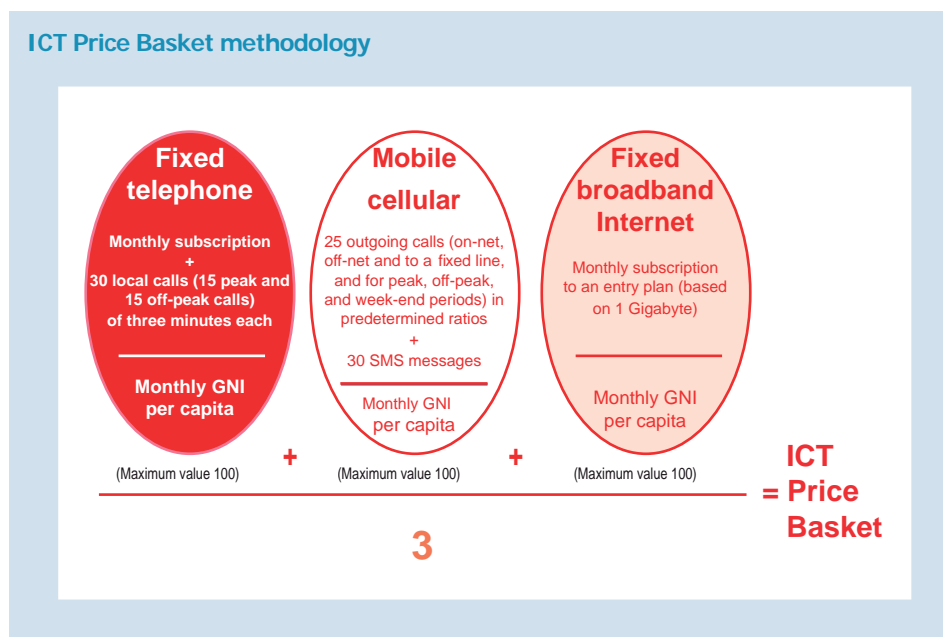 ICT Price Basket methodology
Fixed
telephone
Monthly subscription
+
30 local calls (15 peak and
15 off-peak calls)
of three minutes each
Monthly GNI
per capita
(Maximum value 100)
+
Mobile
cellular
25 outgoing calls (on-net,
off-net and to a fixed line,
and for peak, off-peak,
and week-end periods) in
predetermined ratios
+
30 SMS messages
Monthly GNI
per capita
(Maximum value 100)
+
Fixed
broadband
Internet
Monthly subscription
to an entry plan (based
on 1 Gigabyte)
Monthly GNI
per capita
(Maximum value 100)
3
ICT
= Price
Basket